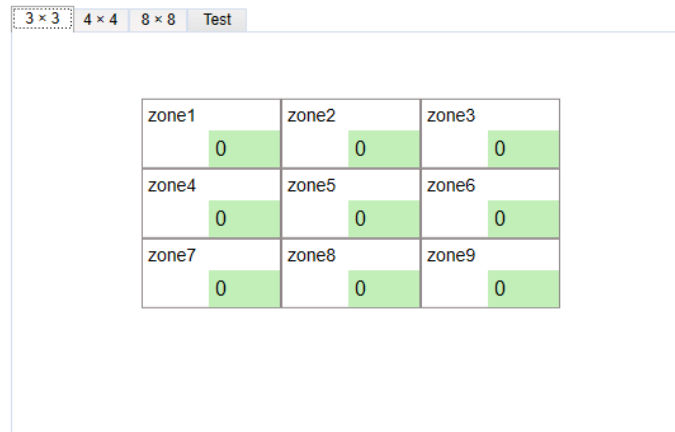 3 × 3 4 × 4 8 × 8 Test
zone1 zone2 zone3
0 0 0
zone4 zone5 zone6
0 0 0
zone7 zone8 zone9
0 0 0